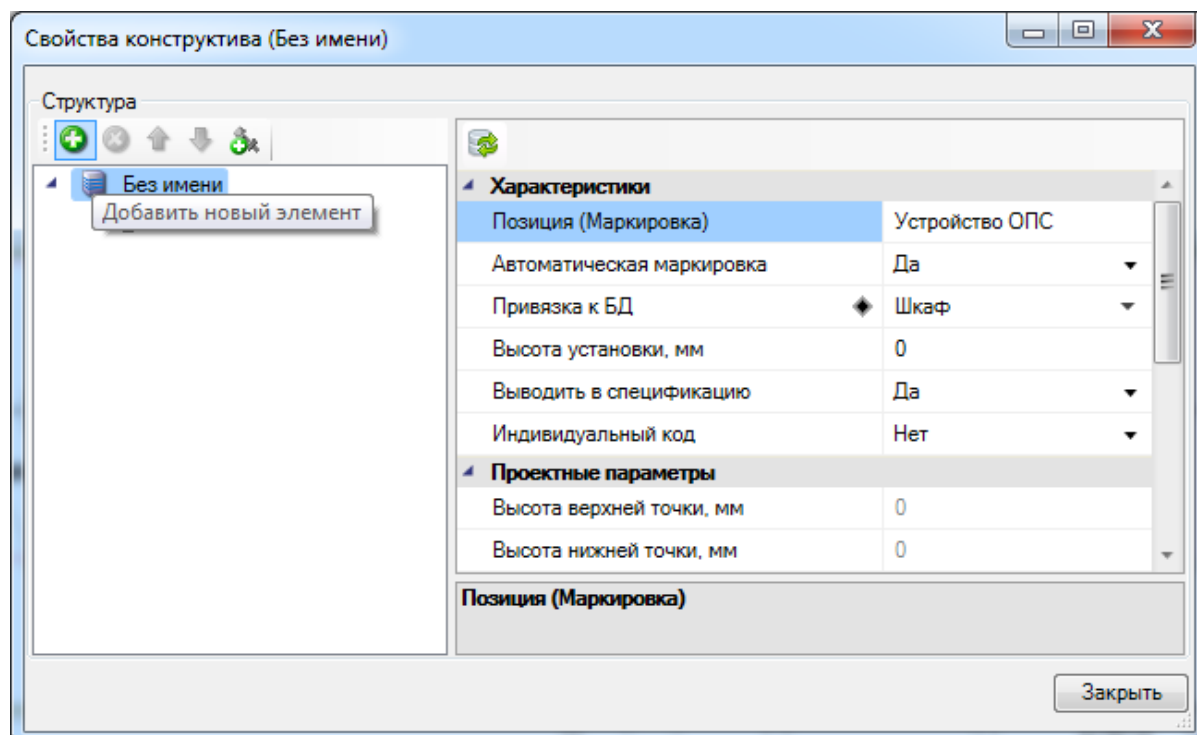 Свойства конструктива (Без имени)
Структура
Без имени
Добавить новый элемент
Характеристики
Позиция (Маркировка) Устройство ОПС
Автоматическая маркировка Да
Привязка к БД Шкаф
Высота установки, мм 0
Выводить в спецификацию Да
Индивидуальный код Нет
Проектные параметры
Высота верхней точки, мм 0
Высота нижней точки, мм 0
Позиция (Маркировка)
Закрыть